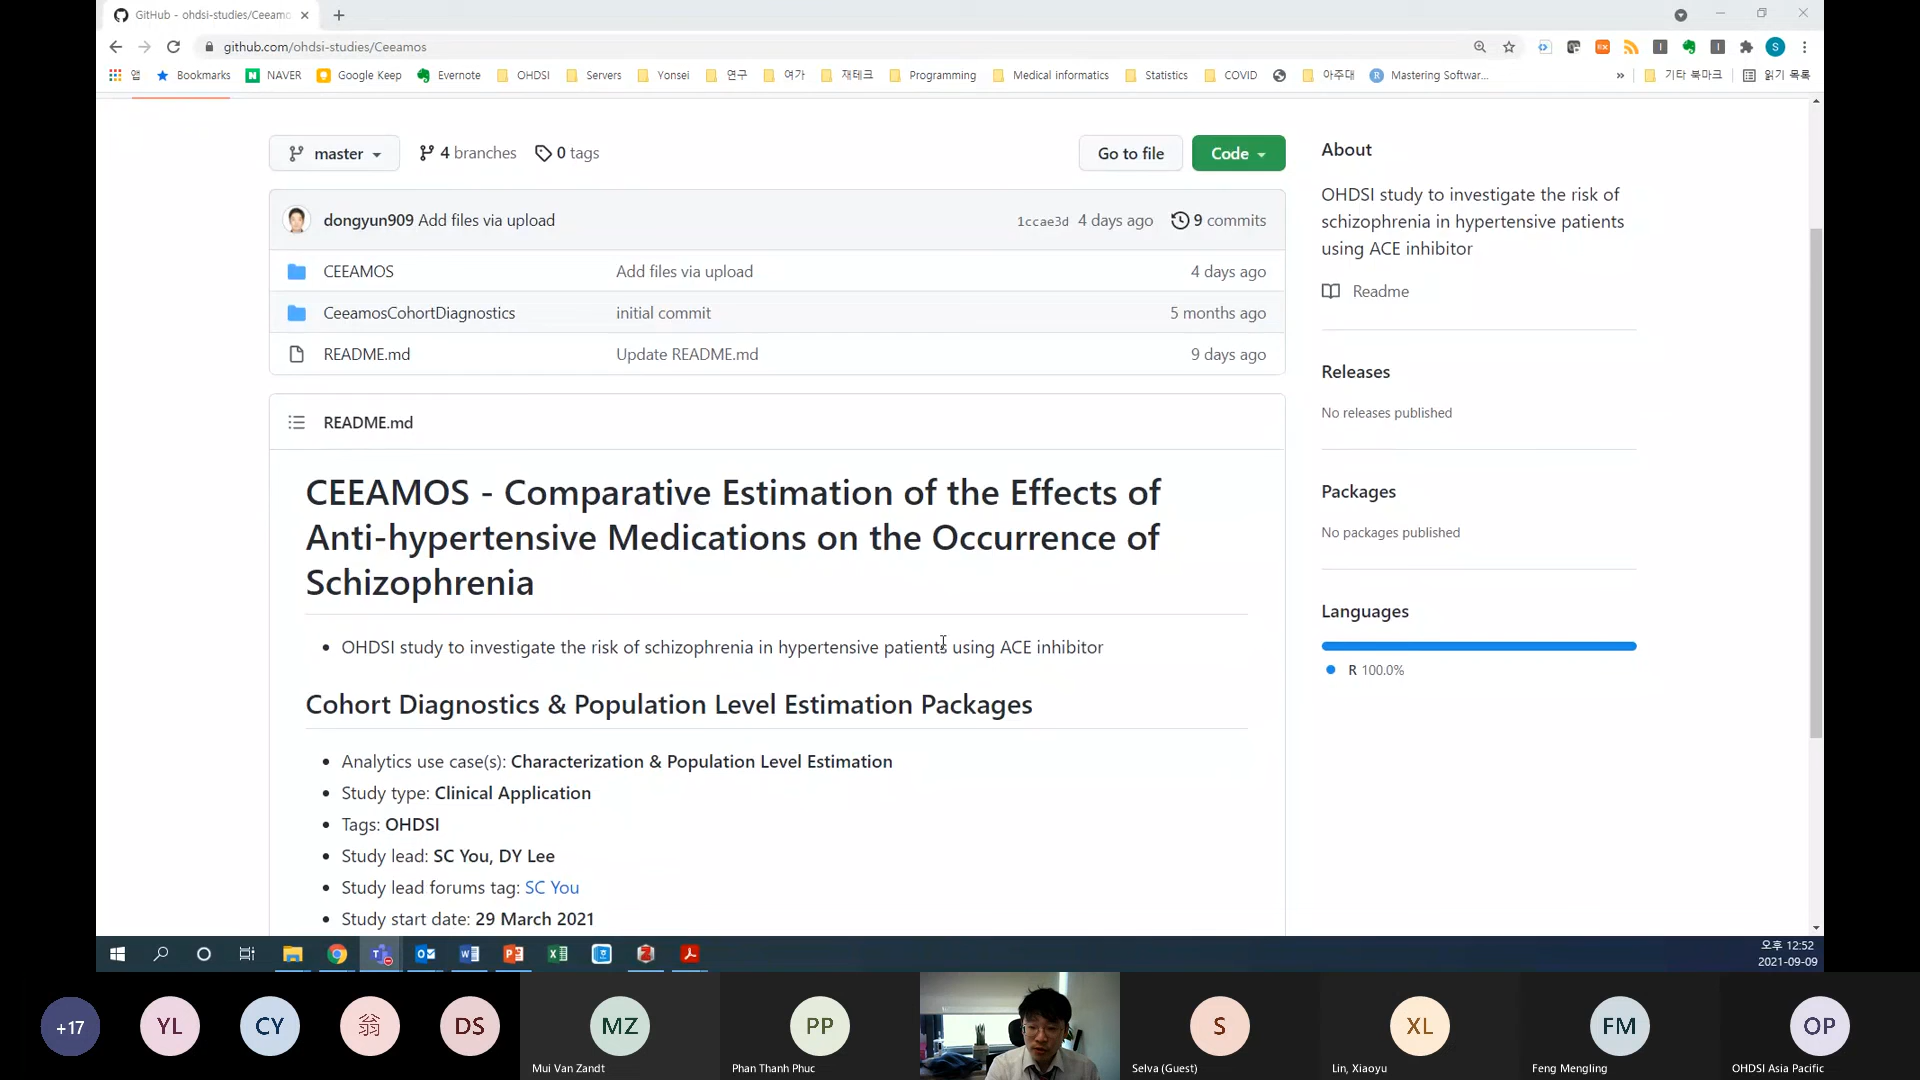 GitHub - ohdsi-studies/Ceeamo
github.com/ohdsi-studies/Ceeamos
S
앱 Bookmarks NAVER Google Keep Evernote OHDSI Servers Yonsei 연구 여가 재테크 Programming Medical informatics Statistics COVID 아주대 Mastering Softwar... » 기타 북마크 읽기 목록
master 4 branches 0 tags Go to file Code
dongyun909 Add files via upload 1ccae3d 4 days ago 9 commits
CEEAMOS Add files via upload 4 days ago
CeeamosCohortDiagnostics initial commit 5 months ago
README.md Update README.md 9 days ago
README.md
CEEAMOS - Comparative Estimation of the Effects of
Anti-hypertensive Medications on the Occurrence of
Schizophrenia
OHDSI study to investigate the risk of schizophrenia in hypertensive patients using ACE inhibitor
Cohort Diagnostics & Population Level Estimation Packages
Analytics use case(s): Characterization & Population Level Estimation
Study type: Clinical Application
Tags: OHDSI
Study lead: SC You, DY Lee
Study lead forums tag: SC You
Study start date: 29 March 2021
About
OHDSI study to investigate the risk of
schizophrenia in hypertensive patients
using ACE inhibitor
Readme
Releases
No releases published
Packages
No packages published
Languages
R 100.0%
오후 12:52
2021-09-09
+17 YL CY 翁 DS MZ PP S XL FM OP
Mui Van Zandt Phan Thanh Phuc Selva (Guest) Lin, Xiaoyu Feng Mengling OHDSI Asia Pacific